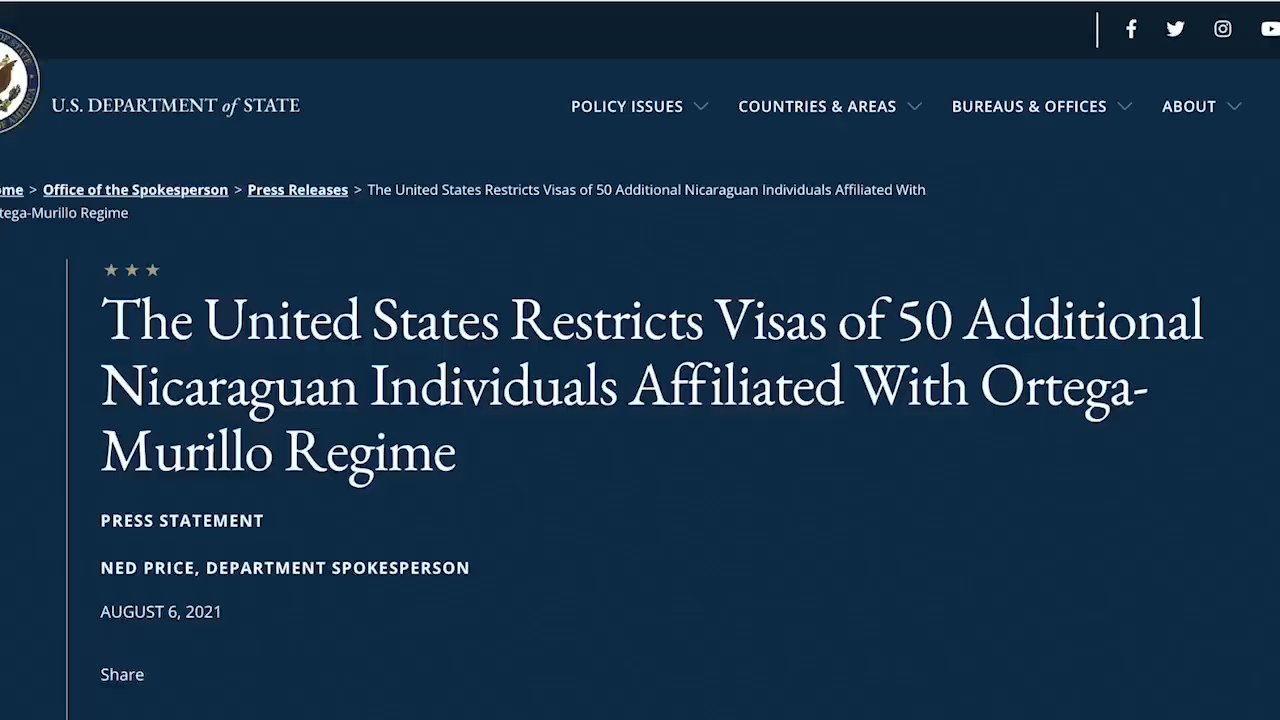 U.S. DEPARTMENT of STATE
POLICY ISSUES
COUNTRIES & AREAS
BUREAUS & OFFICES
ABOUT
ome > Office of the Spokesperson > Press Releases > The United States Restricts Visas of 50 Additional Nicaraguan Individuals Affiliated With
tega-Murillo Regime
The United States Restricts Visas of 50 Additional
Nicaraguan Individuals Affiliated With Ortega-
Murillo Regime
PRESS STATEMENT
NED PRICE, DEPARTMENT SPOKESPERSON
AUGUST 6, 2021
Share